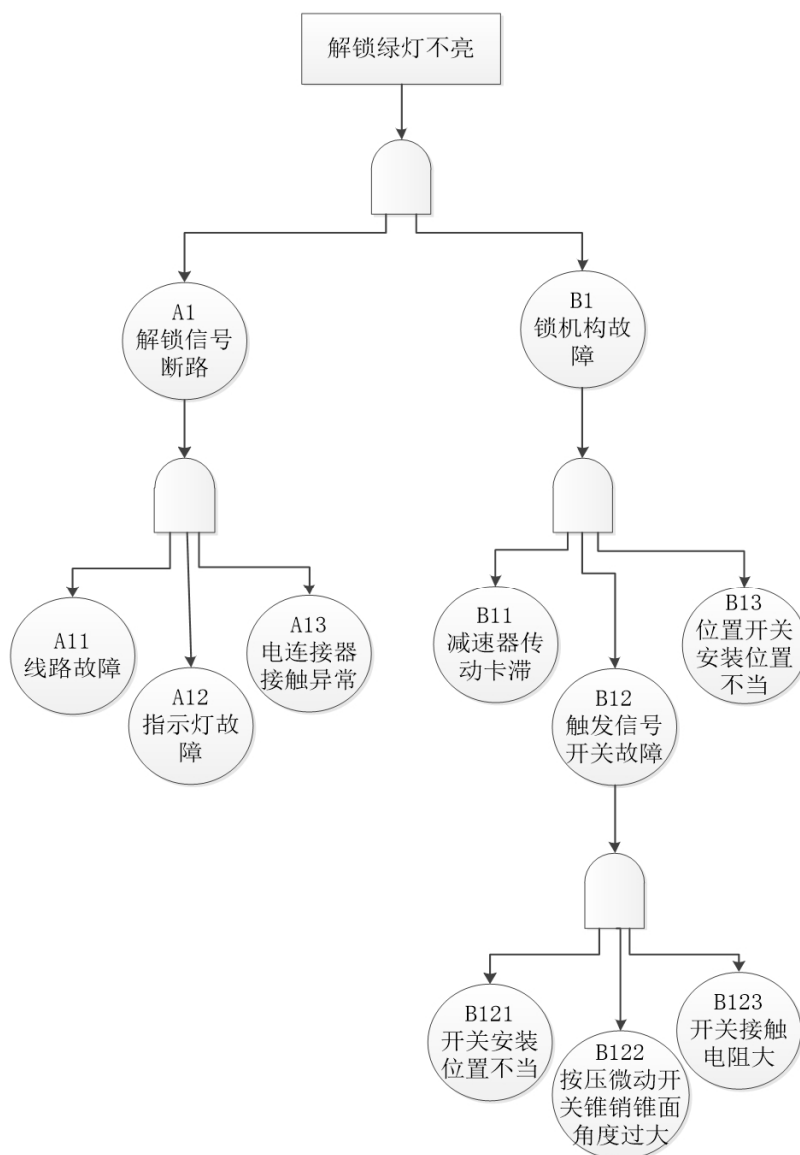 解锁绿灯不亮
A1
解锁信号
断路
B1
锁机构故
障
A11
线路故障
A12
指示灯故
障
A13
电连接器
接触异常
B11
减速器传
动卡滞
B12
触发信号
开关故障
B13
位置开关
安装位置
不当
B121
开关安装
位置不当
B122
按压微动开
关锥销锥面
角度过大
B123
开关接触
电阻大